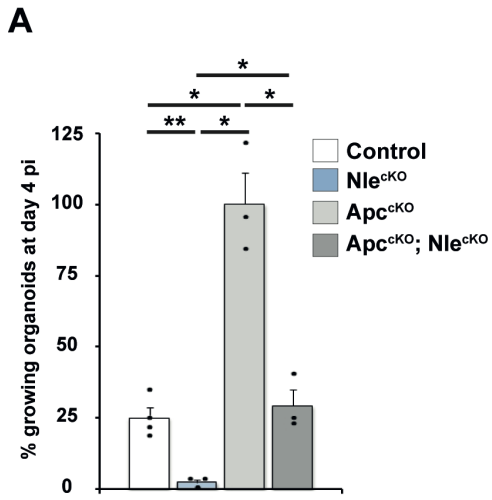 A
*
* *
** *
% growing organoids at day 4 pi
125
100
75
50
25
0
Control
Nle^cKO
Apc^cKO
Apc^cKO; Nle^cKO